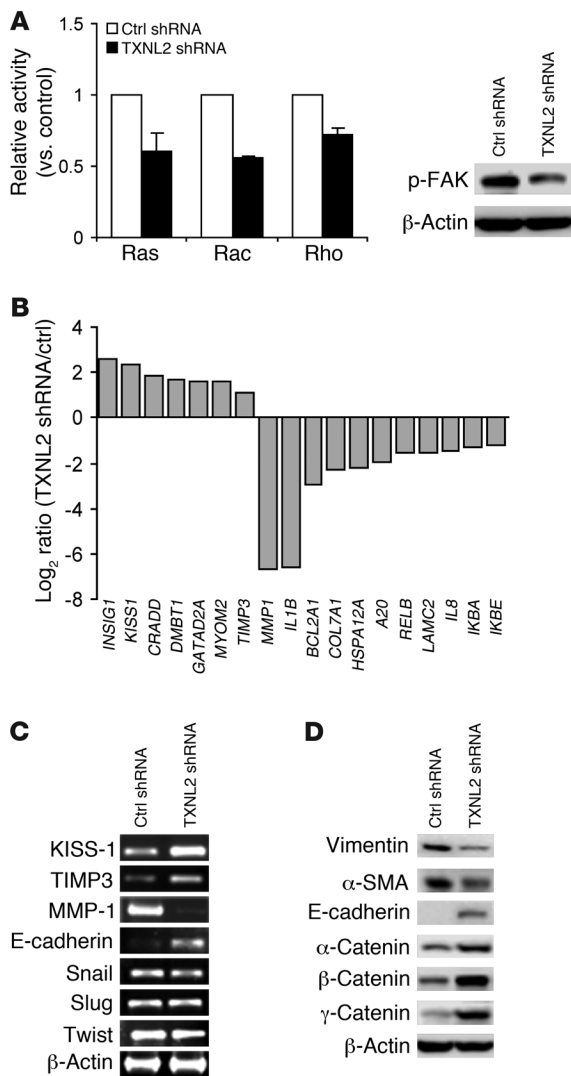 A
Relative activity
(vs. control)
1.5
1
0.5
0
Ctrl shRNA
TXNL2 shRNA
Ras
Rac
Rho
Ctrl shRNA
TXNL2 shRNA
p-FAK
β-Actin
B
Log2 ratio (TXNL2 shRNA/ctrl)
4
2
0
-2
-4
-6
-8
INSIG1
KISS1
CRADD
DMBT1
GATAD2A
MYOM2
TIMP3
MMP1
IL1B
BCL2A1
COL7A1
HSPA12A
A20
RELB
LAMC2
IL8
IKBA
IKBE
C
Ctrl shRNA
TXNL2 shRNA
KISS-1
TIMP3
MMP-1
E-cadherin
Snail
Slug
Twist
β-Actin
D
Ctrl shRNA
TXNL2 shRNA
Vimentin
α-SMA
E-cadherin
α-Catenin
β-Catenin
γ-Catenin
β-Actin